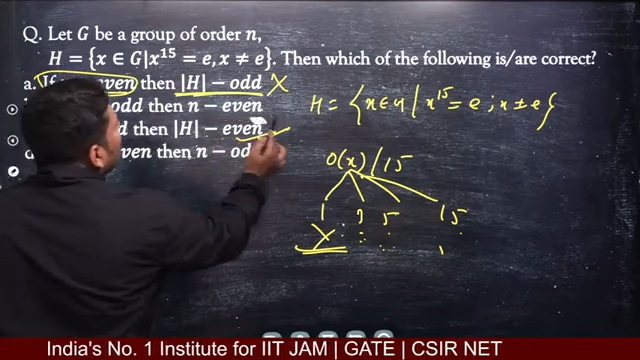 Q. Let G be a group of order n,
H = {x ∈ G|x¹⁵ = e, x ≠ e}. Then which of the following is/are correct?
a. If even then |H| − odd X
odd then n − even
then |H| − even ✓
then n − od
H = { x ∈ G | x¹⁵ = e ; x ≠ e }
O(x) / 15
1 3 5 15
X
India's No. 1 Institute for IIT JAM | GATE | CSIR NET